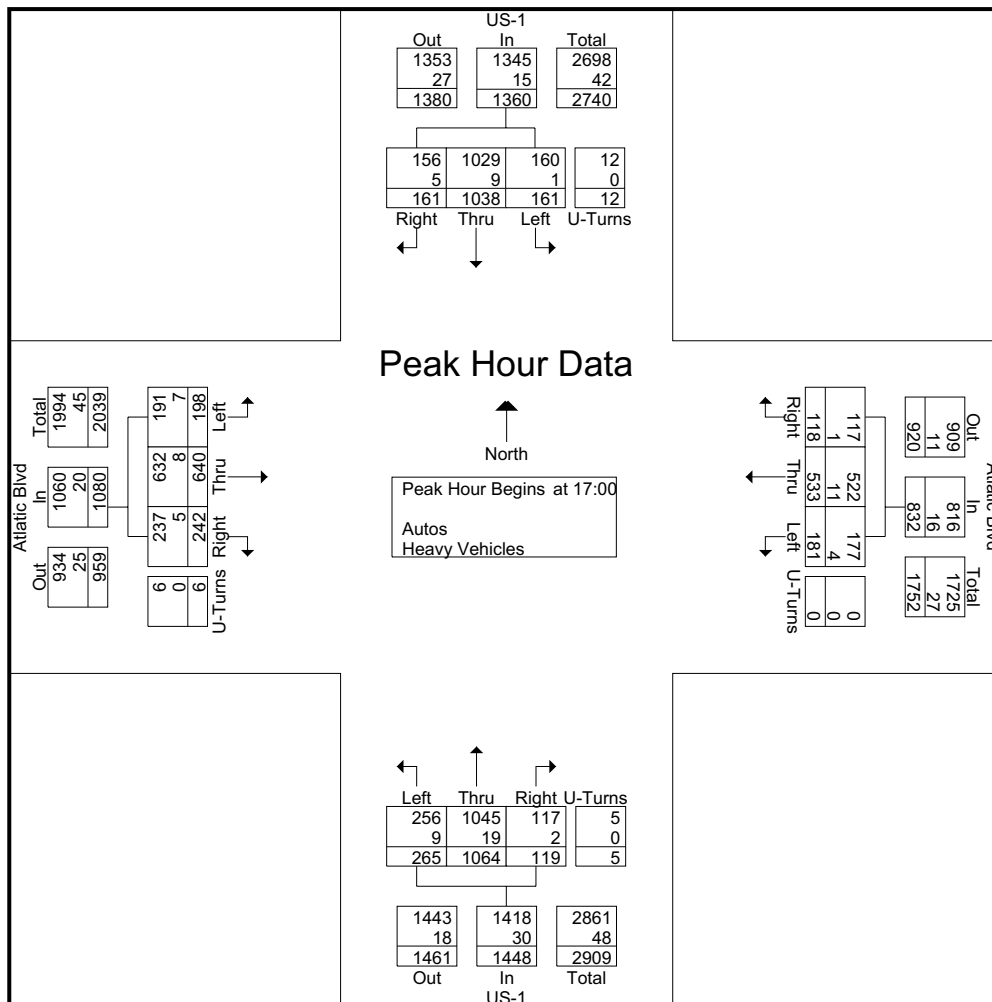 US-1
Out In Total
1353 1345 2698
27 15 42
1380 1360 2740
156 1029 160 12
5 9 1 0
161 1038 161 12
Right Thru Left U-Turns
Peak Hour Data
North
Peak Hour Begins at 17:00
Autos
Heavy Vehicles
Atlatic Blvd
Total In Out
1994 1060 934
45 20 25
2039 1080 959
191 632 237 6
7 8 5 0
198 640 242 6
Left Thru Right U-Turns
Atlatic Blvd
Out In Total
909 816 1725
11 16 27
920 832 1752
117 522 177 0
1 11 4 0
118 533 181 0
Right Thru Left U-Turns
Left Thru Right U-Turns
256 1045 117 5
9 19 2 0
265 1064 119 5
1443 1418 2861
18 30 48
1461 1448 2909
Out In Total
US-1